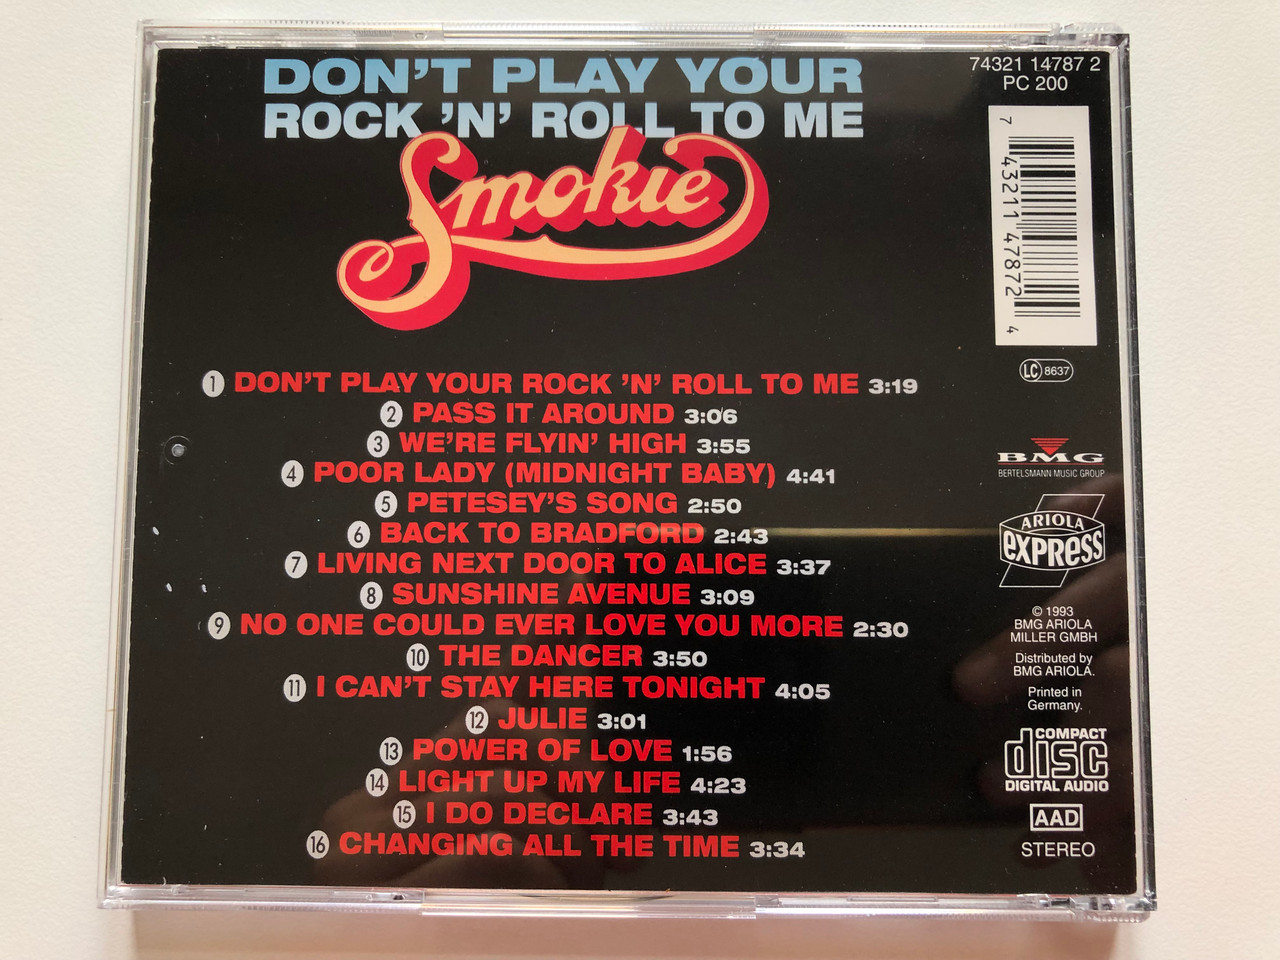 DON'T PLAY YOUR
ROCK 'N' ROLL TO ME
Smokie
74321 14787 2
PC 200
7 43211 47872 4
LC 8637
1 DON'T PLAY YOUR ROCK 'N' ROLL TO ME 3:19
2 PASS IT AROUND 3:06
3 WE'RE FLYIN' HIGH 3:55
4 POOR LADY (MIDNIGHT BABY) 4:41
5 PETESEY'S SONG 2:50
6 BACK TO BRADFORD 2:43
7 LIVING NEXT DOOR TO ALICE 3:37
8 SUNSHINE AVENUE 3:09
9 NO ONE COULD EVER LOVE YOU MORE 2:30
10 THE DANCER 3:50
11 I CAN'T STAY HERE TONIGHT 4:05
12 JULIE 3:01
13 POWER OF LOVE 1:56
14 LIGHT UP MY LIFE 4:23
15 I DO DECLARE 3:43
16 CHANGING ALL THE TIME 3:34
BMG
BERTELSMANN MUSIC GROUP
ARIOLA
eXPRESS
© 1993
BMG ARIOLA
MILLER GMBH
Distributed by
BMG ARIOLA.
Printed in
Germany.
COMPACT
disc
DIGITAL AUDIO
AAD
STEREO